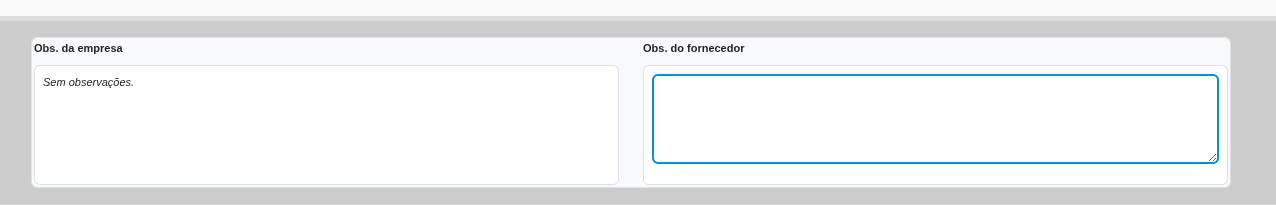 Obs. da empresa
Obs. do fornecedor
Sem observações.